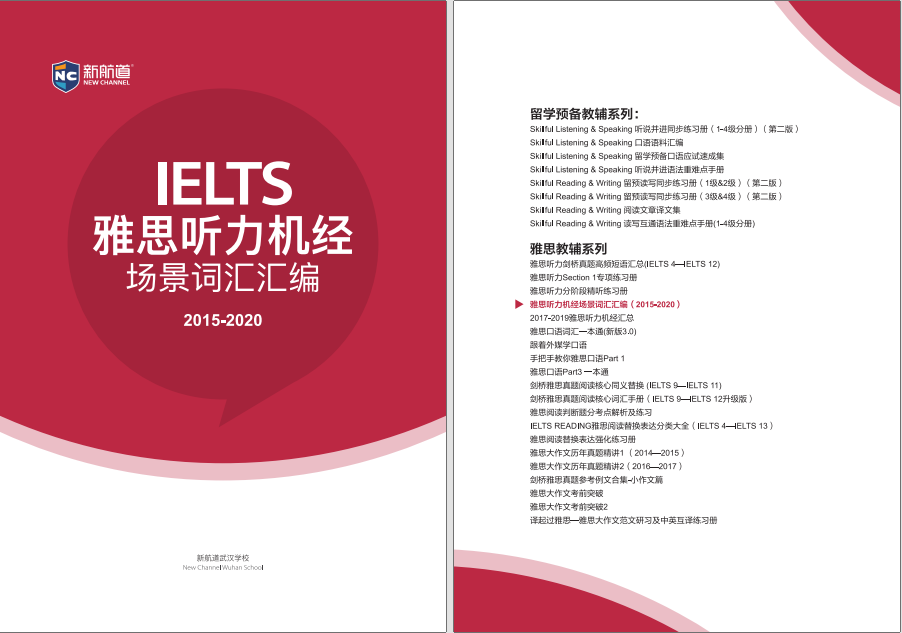 新航道
NEW CHANNEL
IELTS
雅思听力机经
场景词汇汇编
2015-2020
新航道武汉学校
New Channel Wuhan School
留学预备教辅系列：
Skillful Listening & Speaking 听说并进同步练习册（1-4级分册）（第二版）
Skillful Listening & Speaking 口语语料汇编
Skillful Listening & Speaking 留学预备口语应试速成集
Skillful Listening & Speaking 听说并进语法重难点手册
Skillful Reading & Writing 留预读写同步练习册（1级&2级）（第二版）
Skillful Reading & Writing 留预读写同步练习册（3级&4级）（第二版）
Skillful Reading & Writing 阅读文章译文集
Skillful Reading & Writing 读写互通语法重难点手册(1-4级分册)
雅思教辅系列
雅思听力剑桥真题高频短语汇总(IELTS 4—IELTS 12)
雅思听力Section 1专项练习册
雅思听力分阶段精听练习册
雅思听力机经场景词汇汇编（2015-2020）
2017-2019雅思听力机经汇总
雅思口语词汇一本通(新版3.0)
跟着外媒学口语
手把手教你雅思口语Part 1
雅思口语Part3 一本通
剑桥雅思真题阅读核心同义替换 (IELTS 9—IELTS 11)
剑桥雅思真题阅读核心词汇手册（ IELTS 9—IELTS 12升级版）
雅思阅读判断题分考点解析及练习
IELTS READING雅思阅读替换表达分类大全（ IELTS 4—IELTS 13 ）
雅思阅读替换表达强化练习册
雅思大作文历年真题精讲1 （2014—2015）
雅思大作文历年真题精讲2（2016—2017）
剑桥雅思真题参考例文合集-小作文篇
雅思大作文考前突破
雅思大作文考前突破2
译起过雅思—雅思大作文范文研习及中英互译练习册